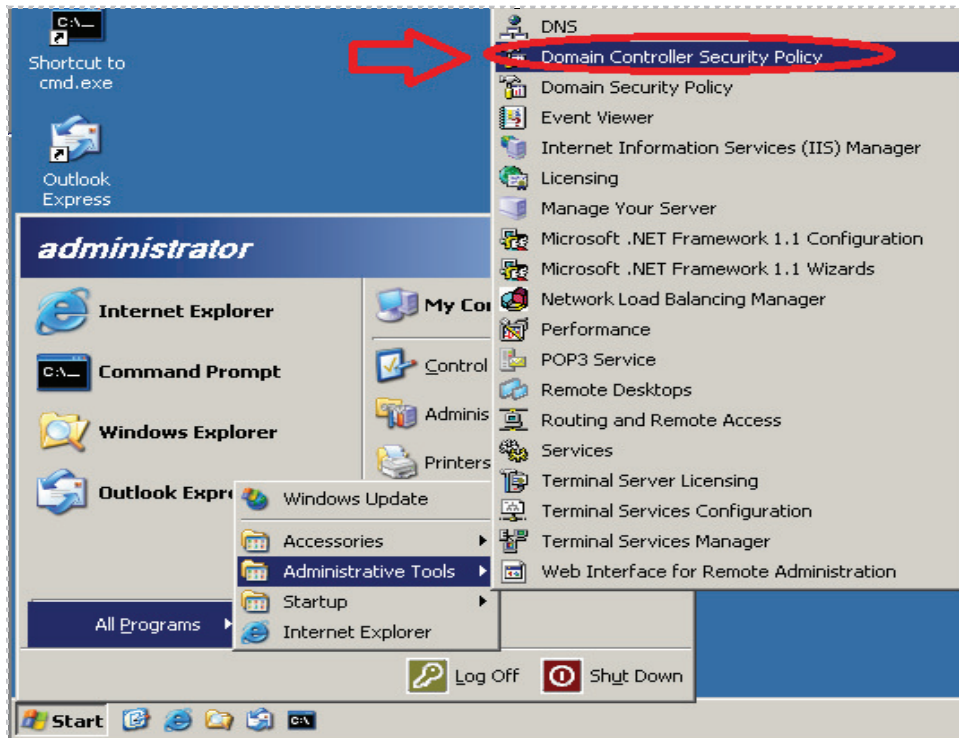 C:\_
Shortcut to
cmd.exe
Outlook
Express
administrator
Internet Explorer
C:\_
Command Prompt
Windows Explorer
Outlook Expre
My Co
Control
Adminis
Printers
Windows Update
Accessories
Administrative Tools
Startup
Internet Explorer
All Programs
DNS
Domain Controller Security Policy
Domain Security Policy
Event Viewer
Internet Information Services (IIS) Manager
Licensing
Manage Your Server
Microsoft .NET Framework 1.1 Configuration
Microsoft .NET Framework 1.1 Wizards
Network Load Balancing Manager
Performance
POP3 Service
Remote Desktops
Routing and Remote Access
Services
Terminal Server Licensing
Terminal Services Configuration
Terminal Services Manager
Web Interface for Remote Administration
Log Off
Shut Down
Start
C:\